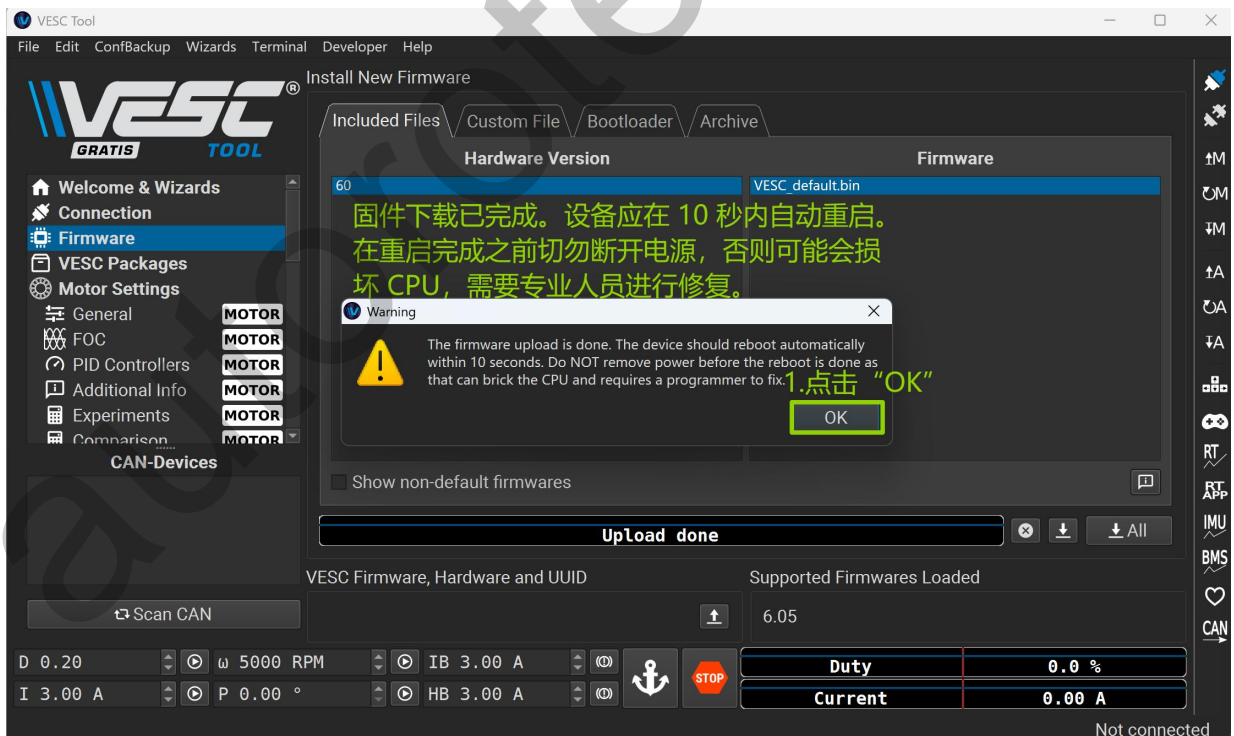 VESC Tool
File Edit ConfBackup Wizards Terminal Developer Help
VESC®
GRATIS TOOL
Welcome & Wizards
Connection
Firmware
VESC Packages
Motor Settings
General MOTOR
FOC MOTOR
PID Controllers MOTOR
Additional Info MOTOR
Experiments MOTOR
Comparison MOTOR
CAN-Devices
Scan CAN
Install New Firmware
Included Files Custom File Bootloader Archive
Hardware Version Firmware
60 VESC_default.bin
固件下载已完成。设备应在 10 秒内自动重启。
在重启完成之前切勿断开电源，否则可能会损
坏 CPU，需要专业人员进行修复。
Warning
The firmware upload is done. The device should reboot automatically
within 10 seconds. Do NOT remove power before the reboot is done as
that can brick the CPU and requires a programmer to fix.
1.点击“OK”
OK
Show non-default firmwares
Upload done
All
VESC Firmware, Hardware and UUID Supported Firmwares Loaded
6.05
D 0.20 ω 5000 RPM IB 3.00 A
I 3.00 A P 0.00 ° HB 3.00 A
STOP
Duty 0.0 %
Current 0.00 A
Not connected
M
M
M
A
A
A
RT
RT APP
IMU
BMS
CAN